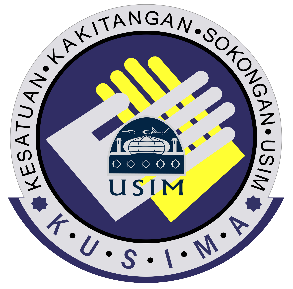 KESATUAN • KAKITANGAN • SOKONGAN • USIM
USIM
K • U • S • I • M • A